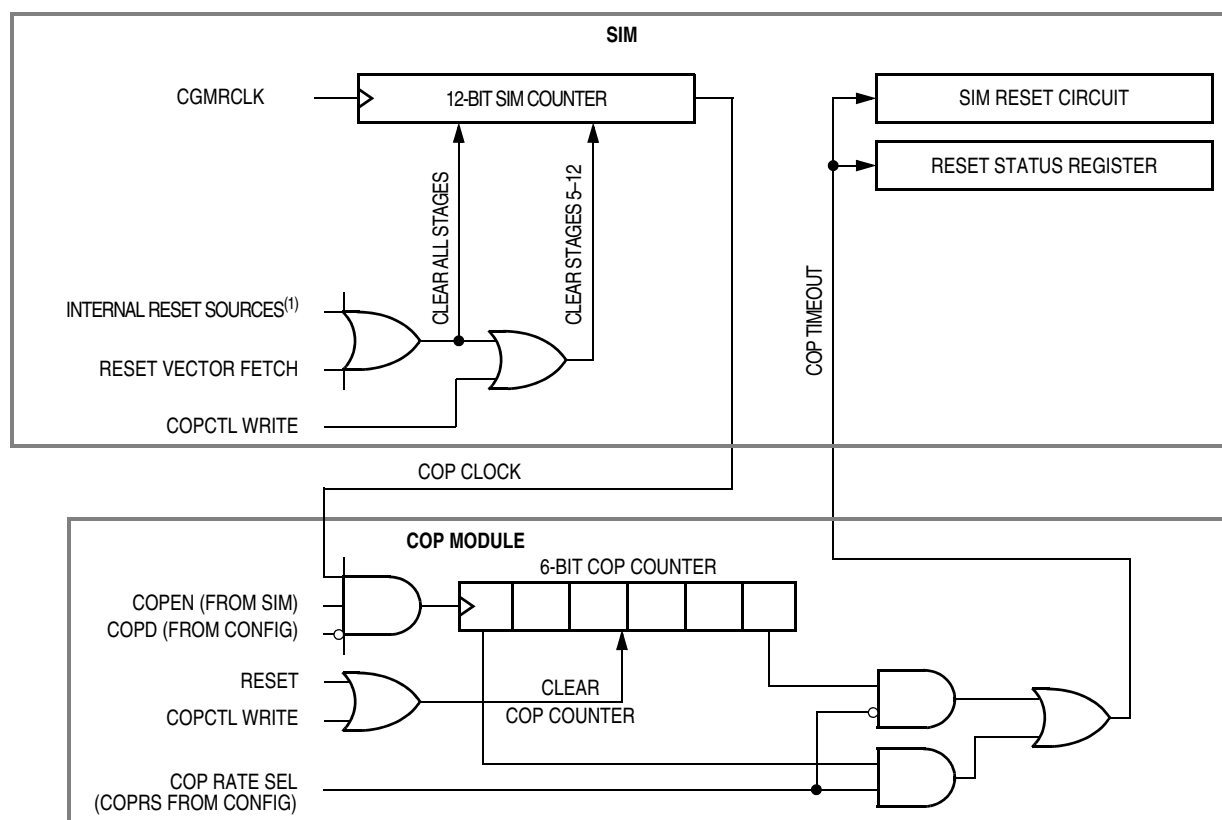 SIM
CGMRCLK
12-BIT SIM COUNTER
SIM RESET CIRCUIT
RESET STATUS REGISTER
CLEAR ALL STAGES
CLEAR STAGES 5–12
COP TIMEOUT
INTERNAL RESET SOURCES(1)
RESET VECTOR FETCH
COPCTL WRITE
COP CLOCK
COP MODULE
6-BIT COP COUNTER
COPEN (FROM SIM)
COPD (FROM CONFIG)
RESET
COPCTL WRITE
CLEAR
COP COUNTER
COP RATE SEL
(COPRS FROM CONFIG)